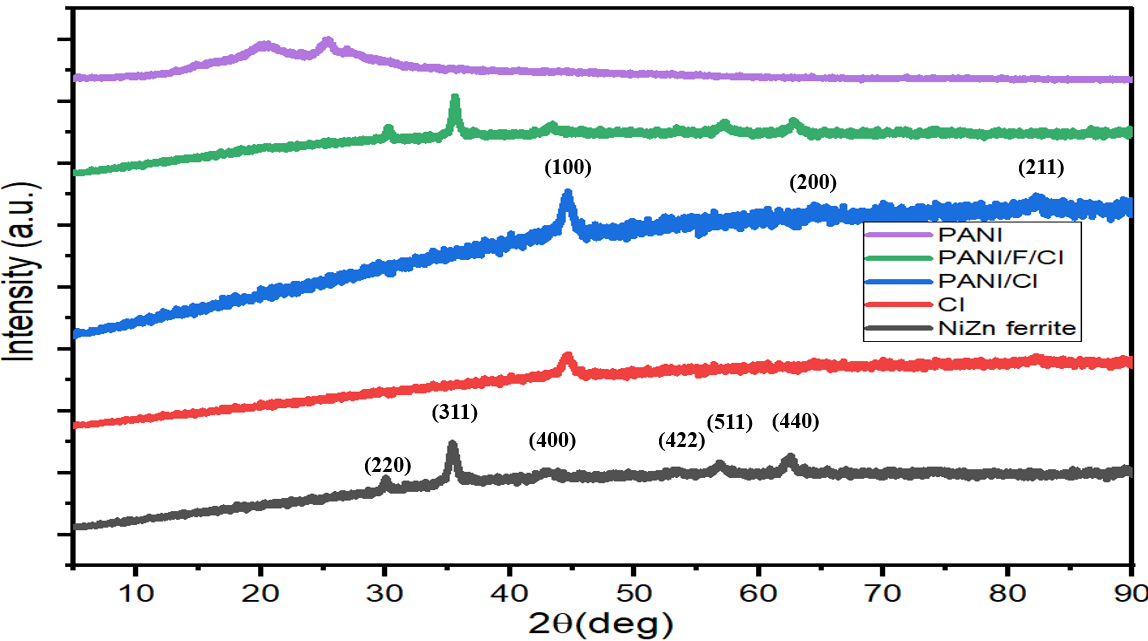 (100)
(200)
(211)
Intensity (a.u.)
PANI
PANI/F/CI
PANI/CI
CI
NiZn ferrite
(220)
(311)
(400)
(422)
(511)
(440)
10 20 30 40 50 60 70 80 90
2θ(deg)